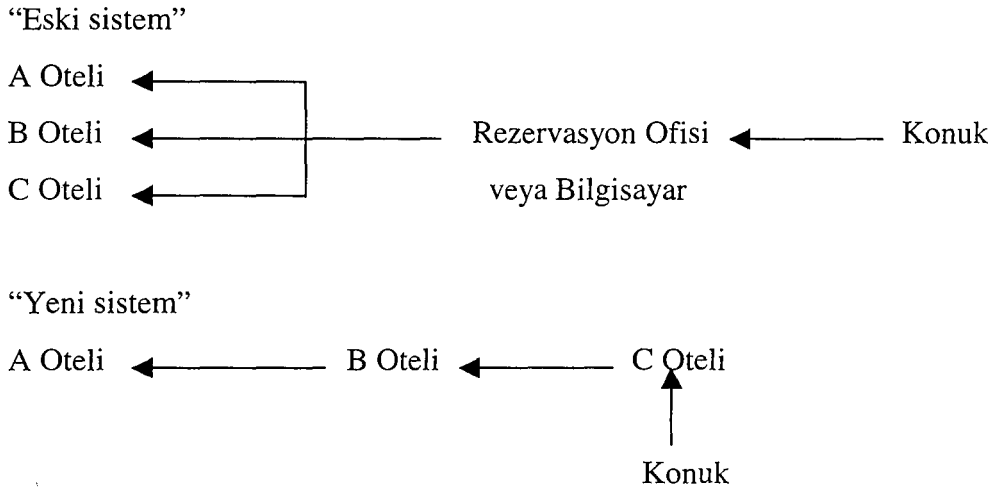 “Eski sistem”
A Oteli
B Oteli Rezervasyon Ofisi Konuk
C Oteli veya Bilgisayar
“Yeni sistem”
A Oteli B Oteli C Oteli
Konuk